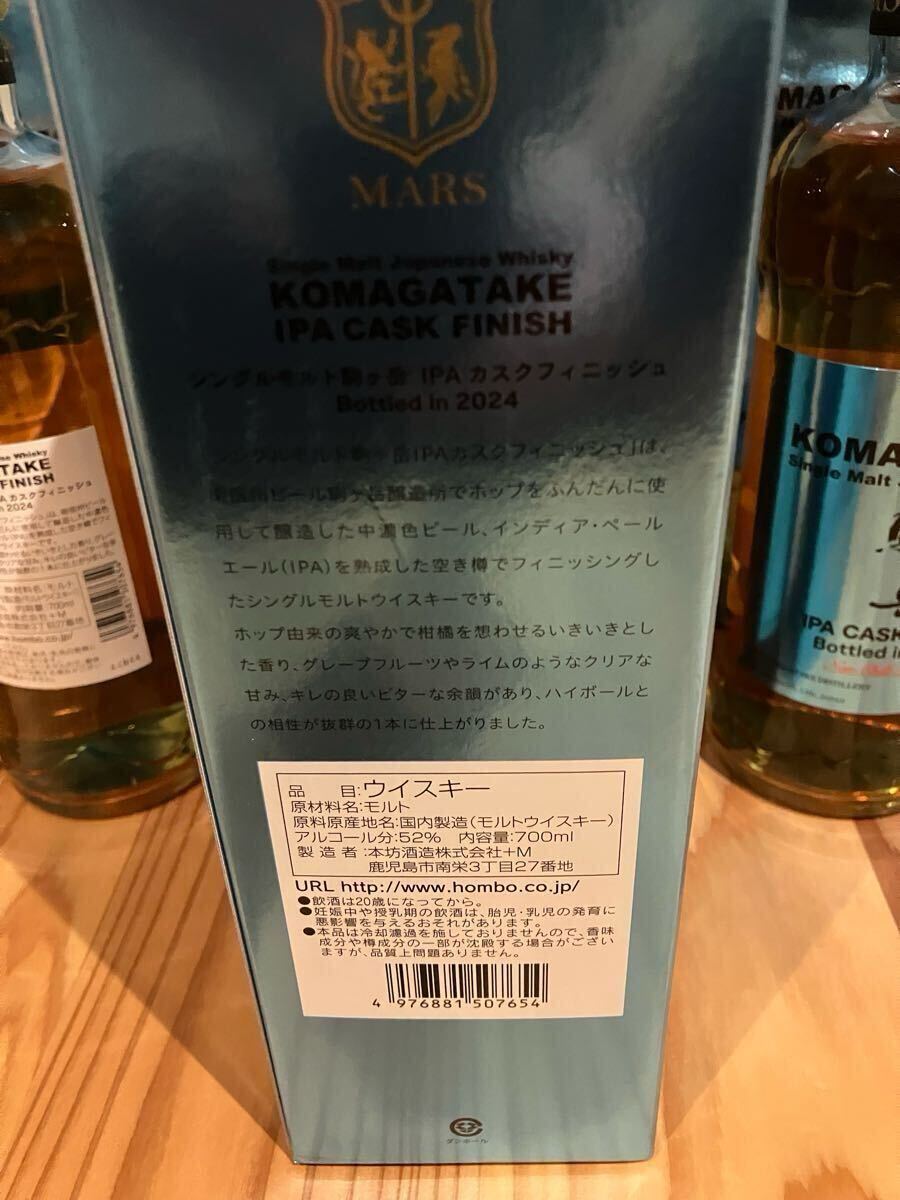 MARS
Single Malt Japanese Whisky
KOMAGATAKE
IPA CASK FINISH
シングルモルト駒ヶ岳 IPA カスクフィニッシュ
Bottled in 2024
シングルモルト駒ヶ岳IPAカスクフィニッシュ」は、
南信州ビール駒ヶ岳醸造所でホップをふんだんに使
用して醸造した中濃色ビール、インディア・ペール
エール(IPA)を熟成した空き樽でフィニッシングし
たシングルモルトウイスキーです。
ホップ由来の爽やかで柑橘を想わせるいきいきとし
た香り、グレープフルーツやライムのようなクリアな
甘み、キレの良いビターな余韻があり、ハイボールと
の相性が抜群の1本に仕上がりました。
品 目:ウイスキー
原材料名:モルト
原料原産地名:国内製造(モルトウイスキー)
アルコール分:52% 内容量:700ml
製造者:本坊酒造株式会社+M
鹿児島市南栄3丁目27番地
URL http://www.hombo.co.jp/
●飲酒は20歳になってから。
●妊娠中や授乳期の飲酒は、胎児・乳児の発育に
悪影響を与えるおそれがあります。
●本品は冷却濾過を施しておりませんので、香味
成分や樽成分の一部が沈殿する場合がござい
ますが、品質上問題ありません。
4 976881 507654
ダンボール
Whisky
TAKE
FINISH
IPAカスクフィニッシュ
in 2024
KOMAG
Single Malt
IPA CASK
Bottled in